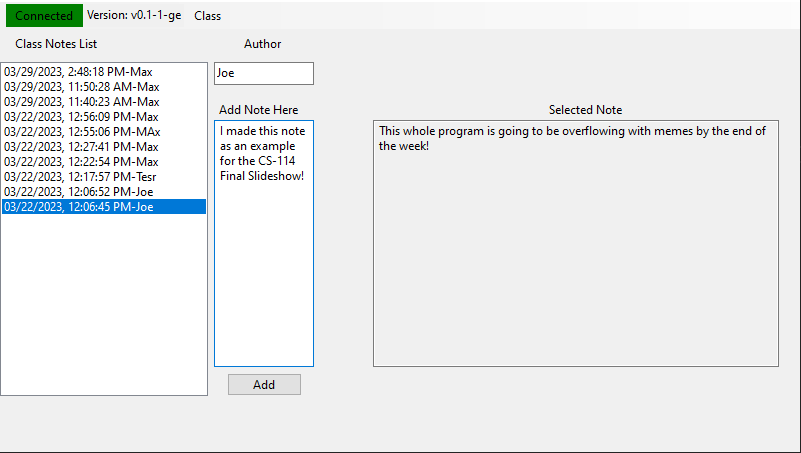 Connected Version: v0.1-1-ge Class
Class Notes List
03/29/2023, 2:48:18 PM-Max
03/29/2023, 11:50:28 AM-Max
03/29/2023, 11:40:23 AM-Max
03/22/2023, 12:56:09 PM-Max
03/22/2023, 12:55:06 PM-MAx
03/22/2023, 12:27:41 PM-Max
03/22/2023, 12:22:54 PM-Max
03/22/2023, 12:17:57 PM-Tesr
03/22/2023, 12:06:52 PM-Joe
03/22/2023, 12:06:45 PM-Joe
Author
Joe
Add Note Here
I made this note
as an example
for the CS-114
Final Slideshow!
Add
Selected Note
This whole program is going to be overflowing with memes by the end of
the week!